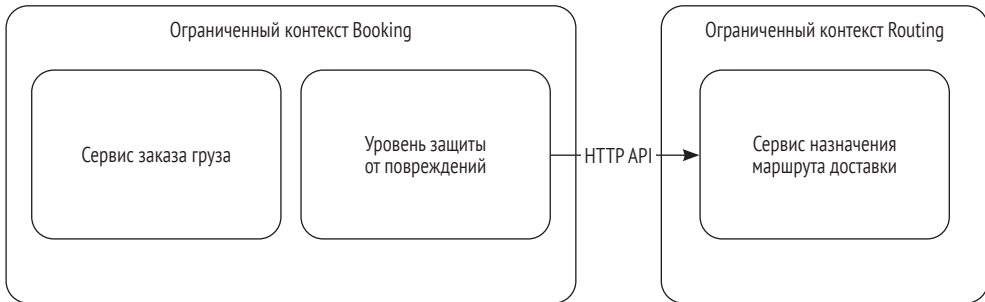 Ограниченный контекст Booking
Ограниченный контекст Routing
Сервис заказа груза
Уровень защиты
от повреждений
HTTP API
Сервис назначения
маршрута доставки